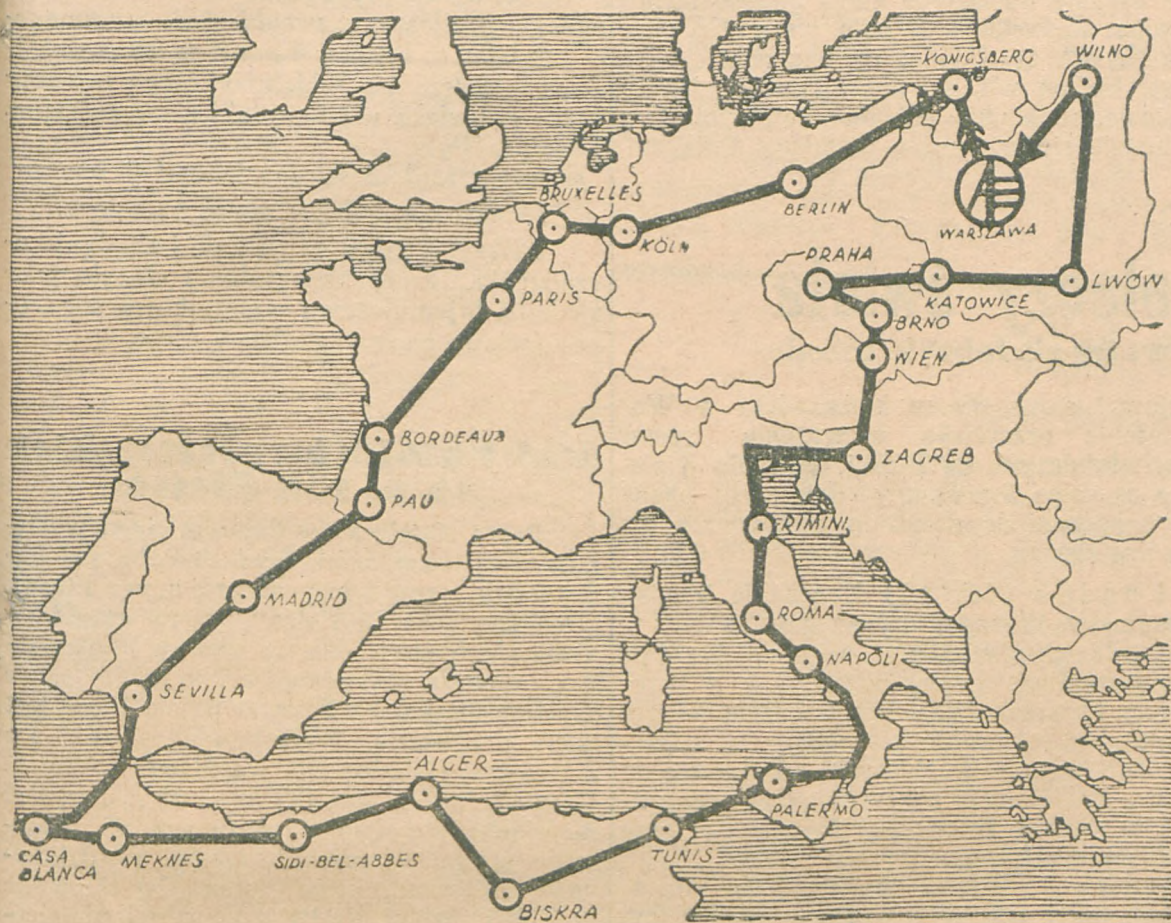 KÖNIGSBERG
WILNO
BRUXELLES
BERLIN
KÖLN
WARSZAWA
PRAHA
LWÓW
KATOWICE
PARIS
BRNO
WIEN
BORDEAUX
ZAGREB
PAU
RIMINI
MADRID
ROMA
NAPOLI
SEVILLA
ALGER
PALERMO
CASA
BLANCA
MEKNES
SIDI-BEL-ABBES
TUNIS
BISKRA